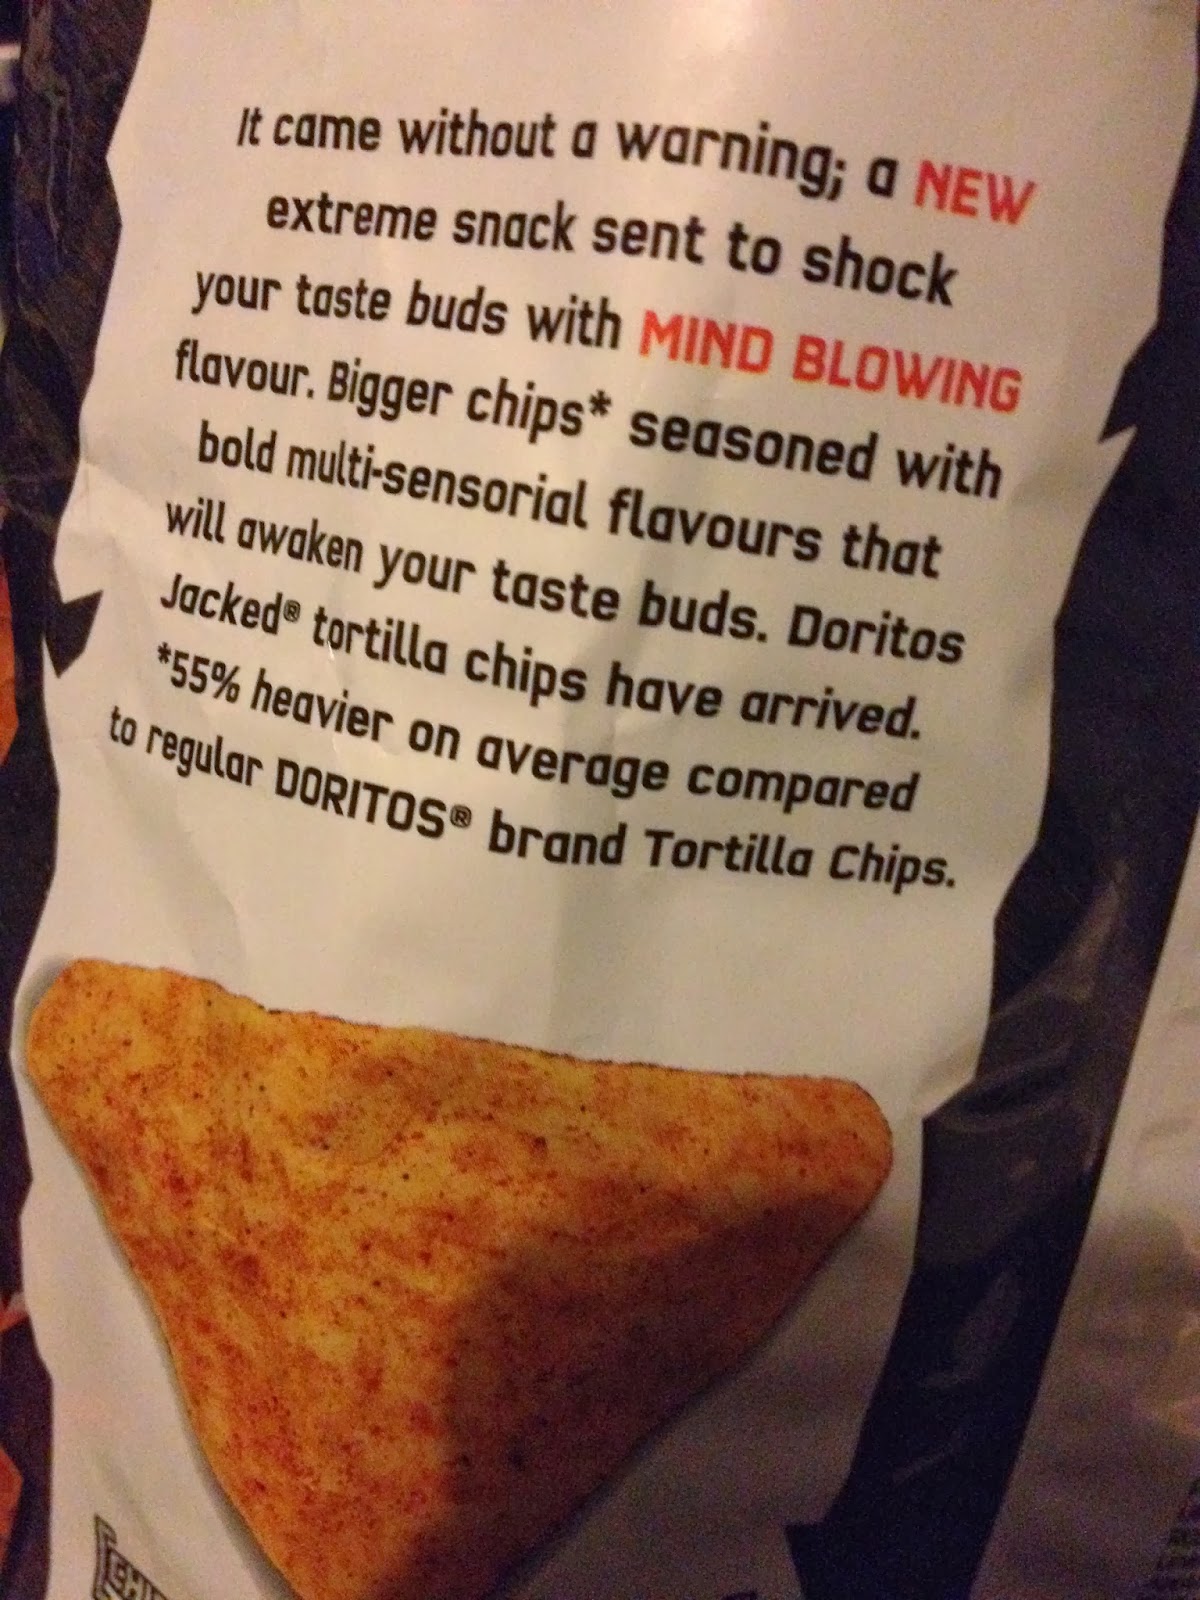 It came without a warning; a NEW
extreme snack sent to shock
your taste buds with MIND BLOWING
flavour. Bigger chips* seasoned with
bold multi-sensorial flavours that
will awaken your taste buds. Doritos
Jacked® tortilla chips have arrived.
*55% heavier on average compared
to regular DORITOS® brand Tortilla Chips.